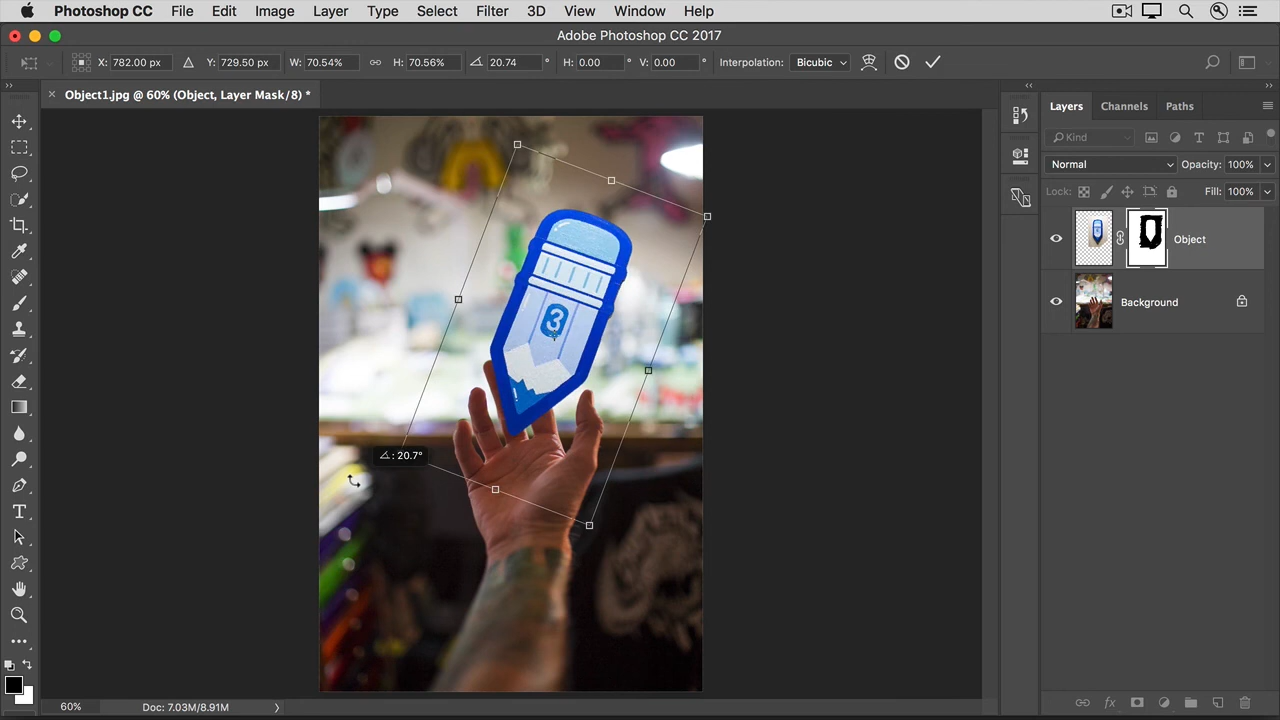 Photoshop CC File Edit Image Layer Type Select Filter 3D View Window Help
Adobe Photoshop CC 2017
X: 782.00 px Y: 729.50 px W: 70.54% H: 70.56% 20.74 ° H: 0.00 ° V: 0.00 ° Interpolation: Bicubic
Object1.jpg @ 60% (Object, Layer Mask/8) *
Layers Channels Paths
Kind
Normal Opacity: 100%
Lock: Fill: 100%
Object
Background
3
: 20.7°
60% Doc: 7.03M/8.91M